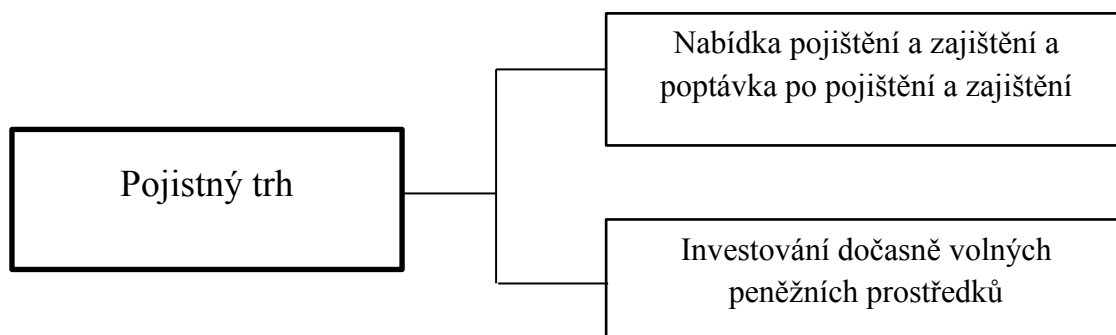 Nabídka pojištění a zajištění a
poptávka po pojištění a zajištění
Pojistný trh
Investování dočasně volných
peněžních prostředků